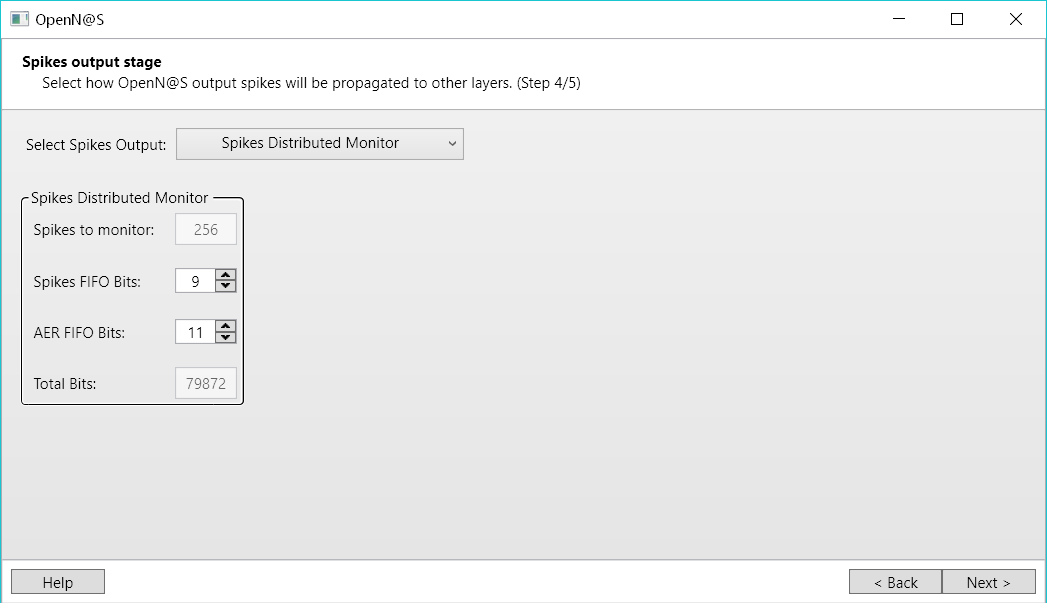 OpenN@S
Spikes output stage
Select how OpenN@S output spikes will be propagated to other layers. (Step 4/5)
Select Spikes Output: Spikes Distributed Monitor
Spikes Distributed Monitor
Spikes to monitor: 256
Spikes FIFO Bits: 9
AER FIFO Bits: 11
Total Bits: 79872
Help < Back Next >